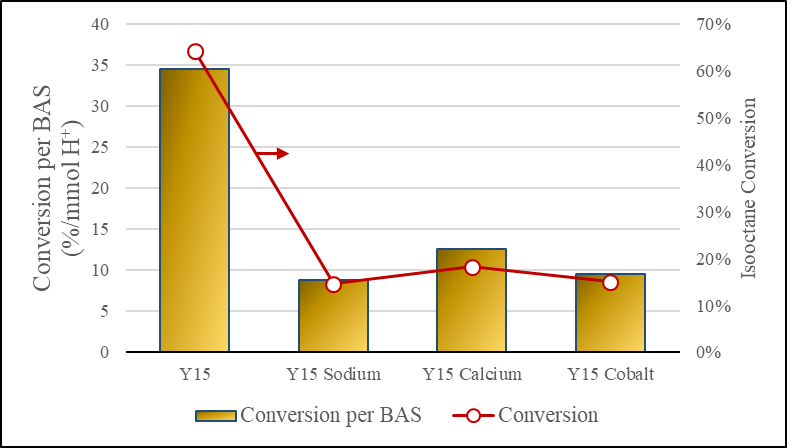 Conversion per BAS
(%/mmol H⁺)
40
35
30
25
20
15
10
5
0
70%
60%
50%
40%
30%
20%
10%
0%
Isooctane Conversion
Y15
Y15 Sodium
Y15 Calcium
Y15 Cobalt
Conversion per BAS
Conversion